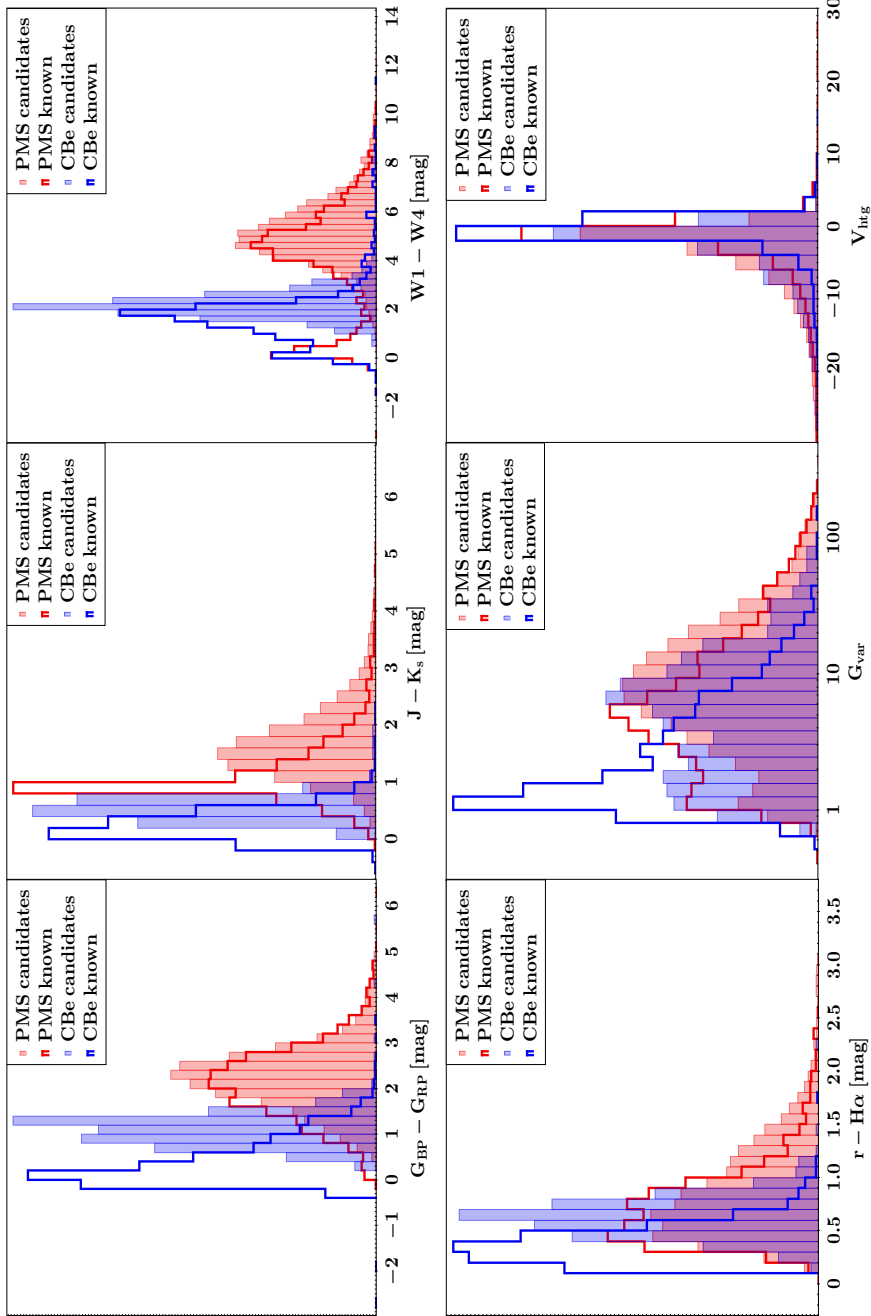 PMS candidates
PMS known
CBe candidates
CBe known
−2 −1 0 1 2 3 4 5 6
G_BP − G_RP [mag]
PMS candidates
PMS known
CBe candidates
CBe known
0 1 2 3 4 5 6
J − K_s [mag]
PMS candidates
PMS known
CBe candidates
CBe known
−2 0 2 4 6 8 10 12 14
W1 − W4 [mag]
PMS candidates
PMS known
CBe candidates
CBe known
0 0.5 1.0 1.5 2.0 2.5 3.0 3.5
r − Hα [mag]
PMS candidates
PMS known
CBe candidates
CBe known
1 10 100
G_var
PMS candidates
PMS known
CBe candidates
CBe known
−20 −10 0 10 20 30
V_htg